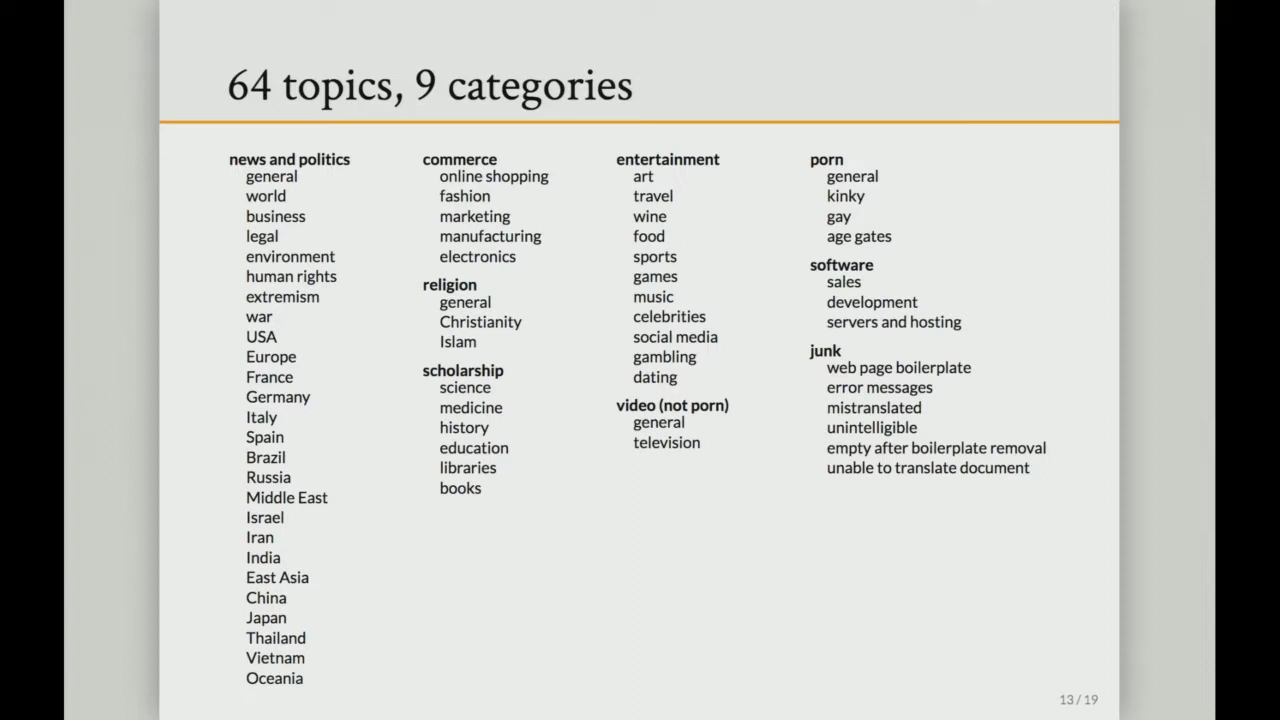 64 topics, 9 categories
news and politics
general
world
business
legal
environment
human rights
extremism
war
USA
Europe
France
Germany
Italy
Spain
Brazil
Russia
Middle East
Israel
Iran
India
East Asia
China
Japan
Thailand
Vietnam
Oceania
commerce
online shopping
fashion
marketing
manufacturing
electronics
religion
general
Christianity
Islam
scholarship
science
medicine
history
education
libraries
books
entertainment
art
travel
wine
food
sports
games
music
celebrities
social media
gambling
dating
video (not porn)
general
television
porn
general
kinky
gay
age gates
software
sales
development
servers and hosting
junk
web page boilerplate
error messages
mistranslated
unintelligible
empty after boilerplate removal
unable to translate document
13 / 19